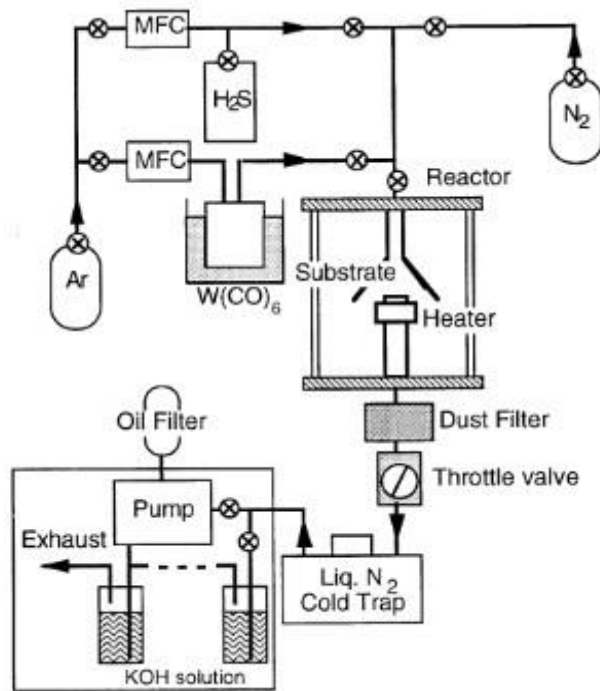 MFC
H2S
N2
MFC
Reactor
Ar
Substrate
W(CO)6
Heater
Oil Filter
Dust Filter
Throttle valve
Pump
Exhaust
Liq. N2
Cold Trap
KOH solution